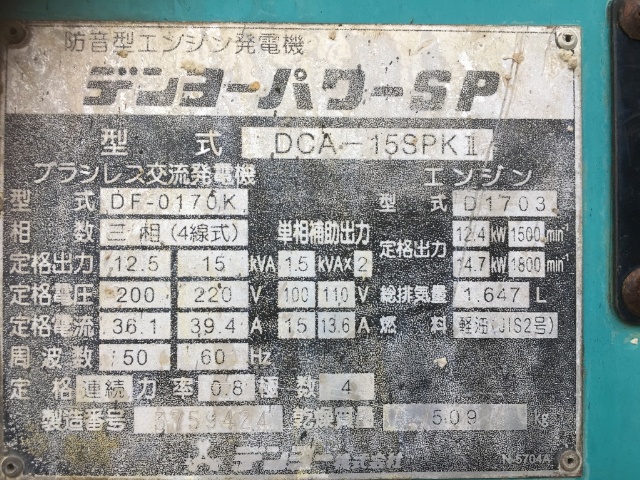 防音型エンジン発電機
デンヨーパワーSP
型式 DCA-15SPKⅡ
ブラシレス交流発電機 エンジン
型式 DF-0170K 型式 D1703
相数 三相(4線式) 単相補助出力 定格出力 12.4 kW 1500 min⁻¹
定格出力 12.5 15 kVA 1.5 kVA×2 14.7 kW 1800 min⁻¹
定格電圧 200 220 V 100 110 V 総排気量 1.647 L
定格電流 36.1 39.4 A 15 13.6 A 燃料 軽油(JIS2号)
周波数 50 60 Hz
定格 連続 力率 0.8 極数 4
製造番号 乾燥質量 509 kg
デンヨー株式会社 N-5704A